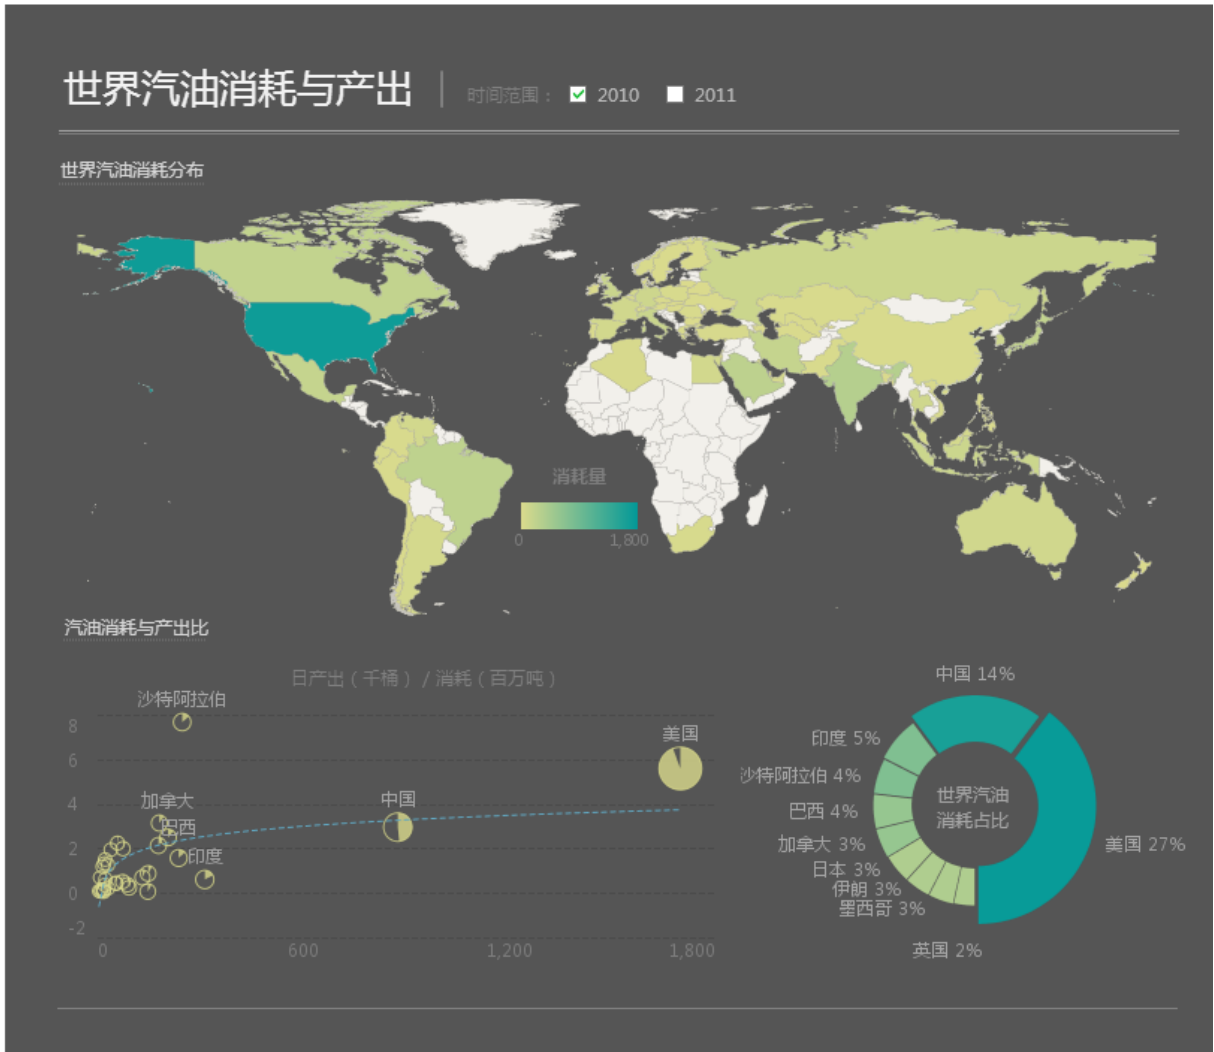 世界汽油消耗与产出
时间范围： 2010 2011
世界汽油消耗分布
消耗量
0 1,800
汽油消耗与产出比
日产出（千桶）/ 消耗（百万吨）
沙特阿拉伯
美国
加拿大
中国
巴西
印度
8
6
4
2
0
-2
0 600 1,200 1,800
中国 14%
印度 5%
沙特阿拉伯 4%
巴西 4%
加拿大 3%
日本 3%
伊朗 3%
墨西哥 3%
英国 2%
美国 27%
世界汽油
消耗占比